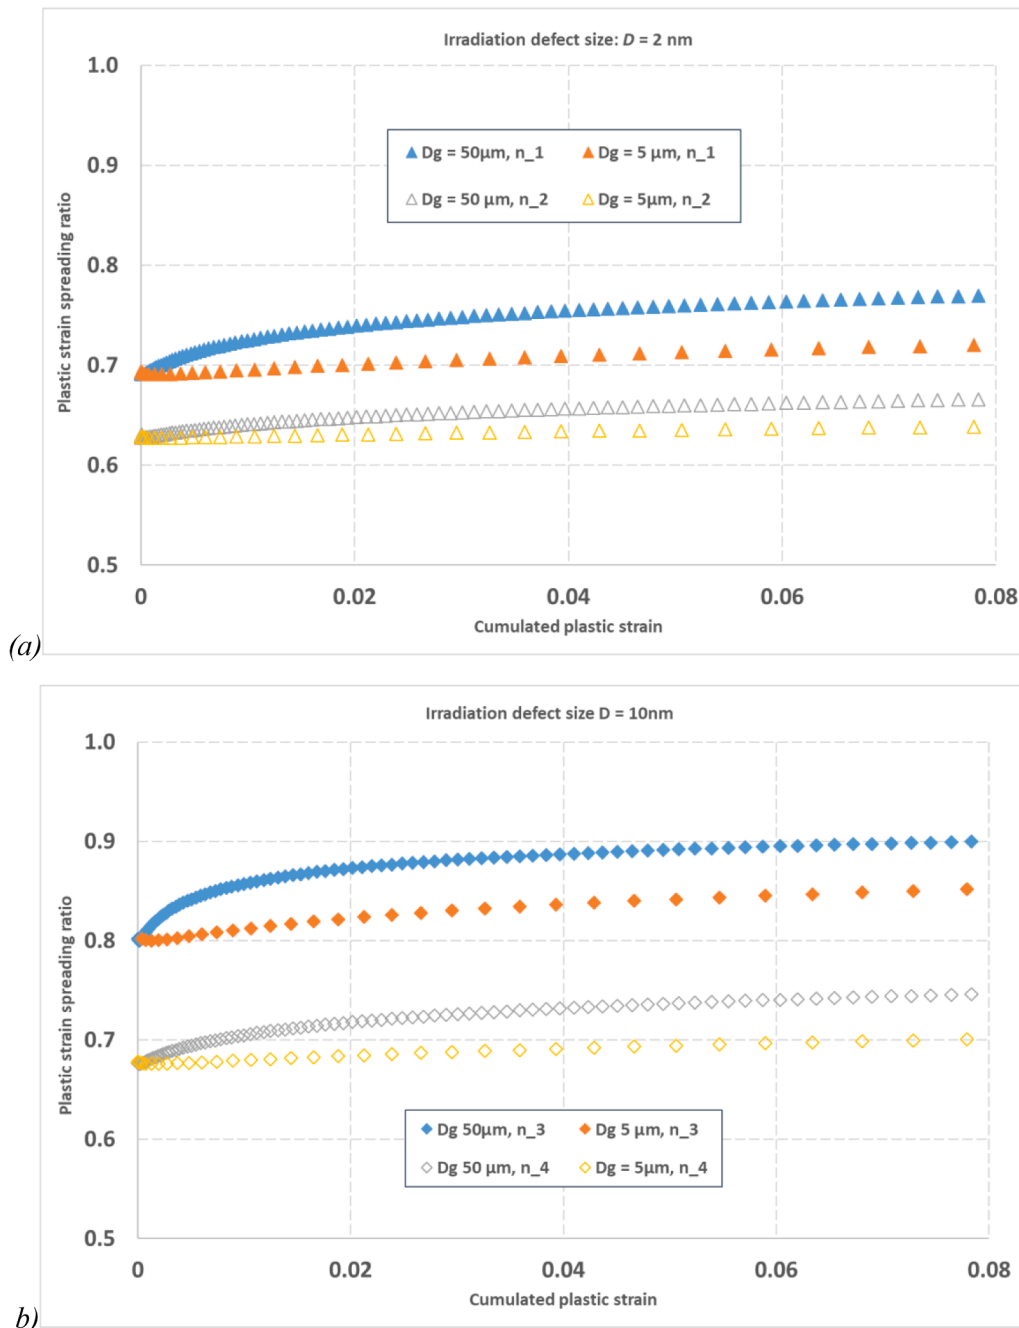 Irradiation defect size: D = 2 nm
1.0
0.9
0.8
0.7
0.6
0.5
Plastic strain spreading ratio
Dg = 50µm, n_1
Dg = 5 µm, n_1
Dg = 50 µm, n_2
Dg = 5µm, n_2
0
0.02
0.04
0.06
0.08
Cumulated plastic strain
(a)
Irradiation defect size D = 10nm
1.0
0.9
0.8
0.7
0.6
0.5
Plastic strain spreading ratio
Dg 50µm, n_3
Dg 5 µm, n_3
Dg 50 µm, n_4
Dg = 5µm, n_4
0
0.02
0.04
0.06
0.08
Cumulated plastic strain
b)